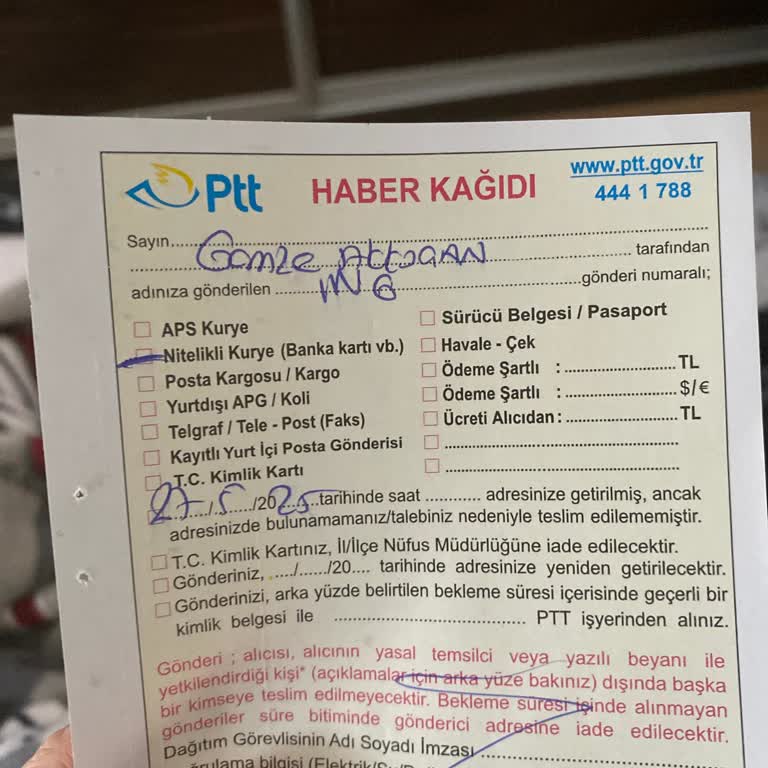 Ptt
HABER KAĞIDI
www.ptt.gov.tr
444 1 788
Sayın.......Gamze
........ tarafından
adınıza gönderilen ........ gönderi numaralı;
APS Kurye
Nitelikli Kurye (Banka kartı vb.)
Posta Kargosu / Kargo
Yurtdışı APG / Koli
Telgraf / Tele - Post (Faks)
Kayıtlı Yurt İçi Posta Gönderisi
T.C. Kimlik Kartı
Sürücü Belgesi / Pasaport
Havale - Çek
Ödeme Şartlı :........TL
Ödeme Şartlı :........$/€
Ücreti Alıcıdan:........TL
27/5/2025 tarihinde saat ........ adresinize getirilmiş, ancak
adresinizde bulunamamanız/talebiniz nedeniyle teslim edilememiştir.
T.C. Kimlik Kartınız, İl/İlçe Nüfus Müdürlüğüne iade edilecektir.
Gönderiniz, ..../....../20.... tarihinde adresinize yeniden getirilecektir.
Gönderinizi, arka yüzde belirtilen bekleme süresi içerisinde geçerli bir
kimlik belgesi ile ........ PTT işyerinden alınız.
Gönderi ; alıcısı, alıcının yasal temsilci veya yazılı beyanı ile
yetkilendirdiği kişi* (açıklamalar için arka yüze bakınız) dışında başka
bir kimseye teslim edilmeyecektir. Bekleme süresi içinde alınmayan
gönderiler süre bitiminde gönderici adresine iade edilecektir.
Dağıtım Görevlisinin Adı Soyadı İmzası ........